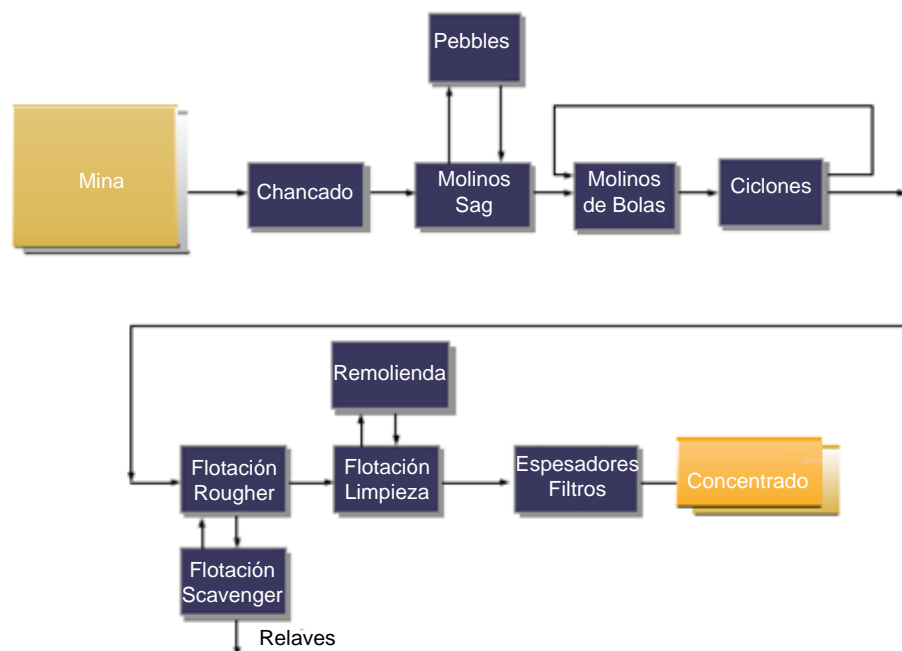 Pebbles
Mina
Chancado
Molinos
Sag
Molinos
de Bolas
Ciclones
Remolienda
Flotación
Rougher
Flotación
Limpieza
Espesadores
Filtros
Concentrado
Flotación
Scavenger
Relaves